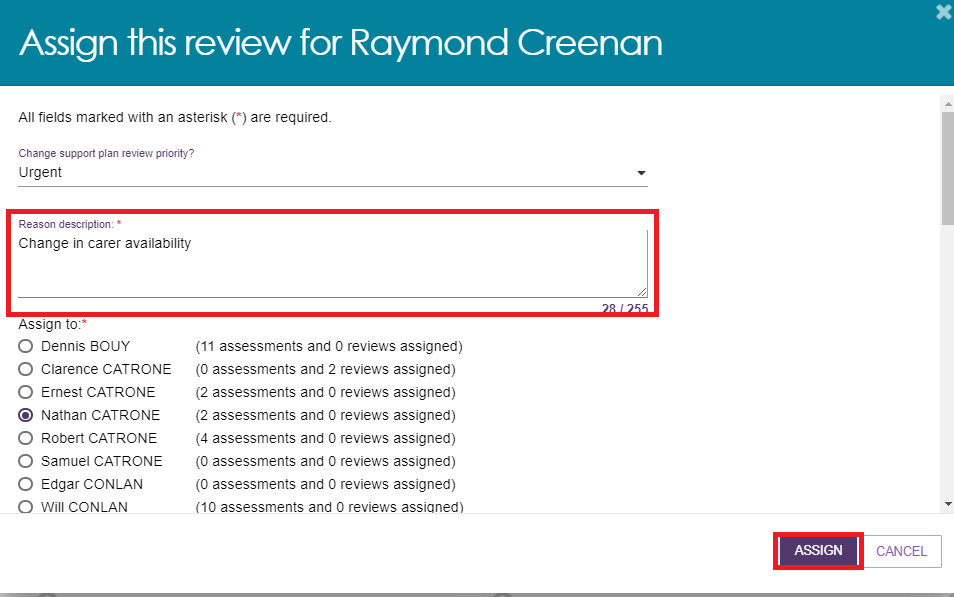 Assign this review for Raymond Creenan
All fields marked with an asterisk (*) are required.
Change support plan review priority?
Urgent
Reason description: *
Change in carer availability
28 / 255
Assign to:*
Dennis BOUY (11 assessments and 0 reviews assigned)
Clarence CATRONE (0 assessments and 2 reviews assigned)
Ernest CATRONE (2 assessments and 0 reviews assigned)
Nathan CATRONE (2 assessments and 0 reviews assigned)
Robert CATRONE (4 assessments and 0 reviews assigned)
Samuel CATRONE (0 assessments and 0 reviews assigned)
Edgar CONLAN (0 assessments and 0 reviews assigned)
Will CONLAN (10 assessments and 0 reviews assigned)
ASSIGN CANCEL